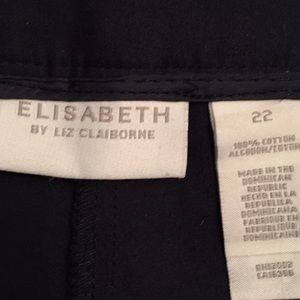 ELISABETH
BY LIZ CLAIBORNE
22
100% COTTON
ALGODON/COTON
MADE IN THE
DOMINICAN
REPUBLIC
HECHO EN LA
REPUBLICA
DOMINICANA
FABRIQUE EN
REPUBLIQUE
DOMINICAINE